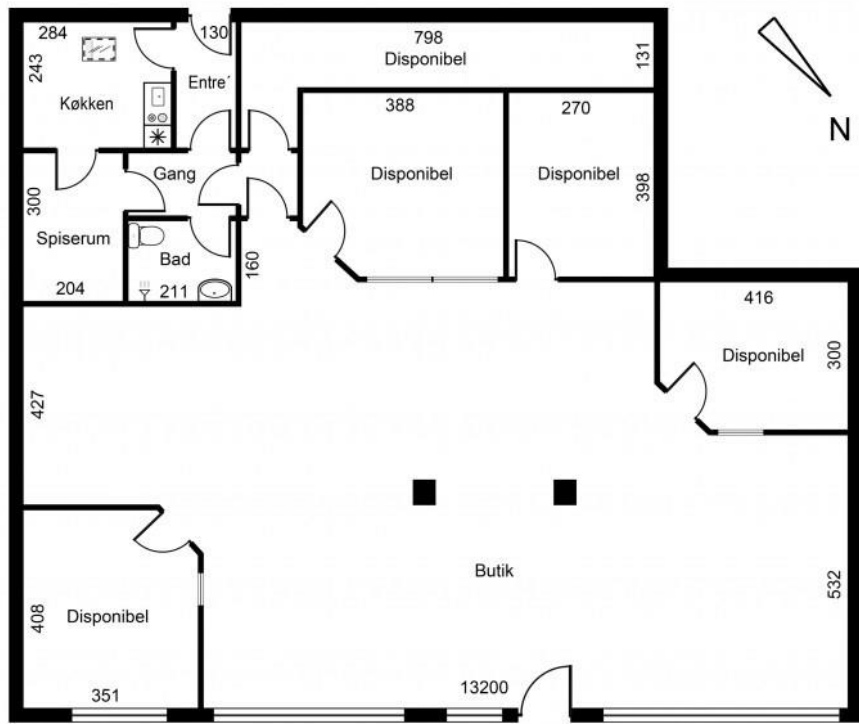 284
130
798
Disponibel
131
243
Entre´
Køkken
388
270
N
Gang
Disponibel
Disponibel
398
300
Spiserum
Bad
160
204
211
416
Disponibel
300
427
Butik
532
408
Disponibel
351
13200